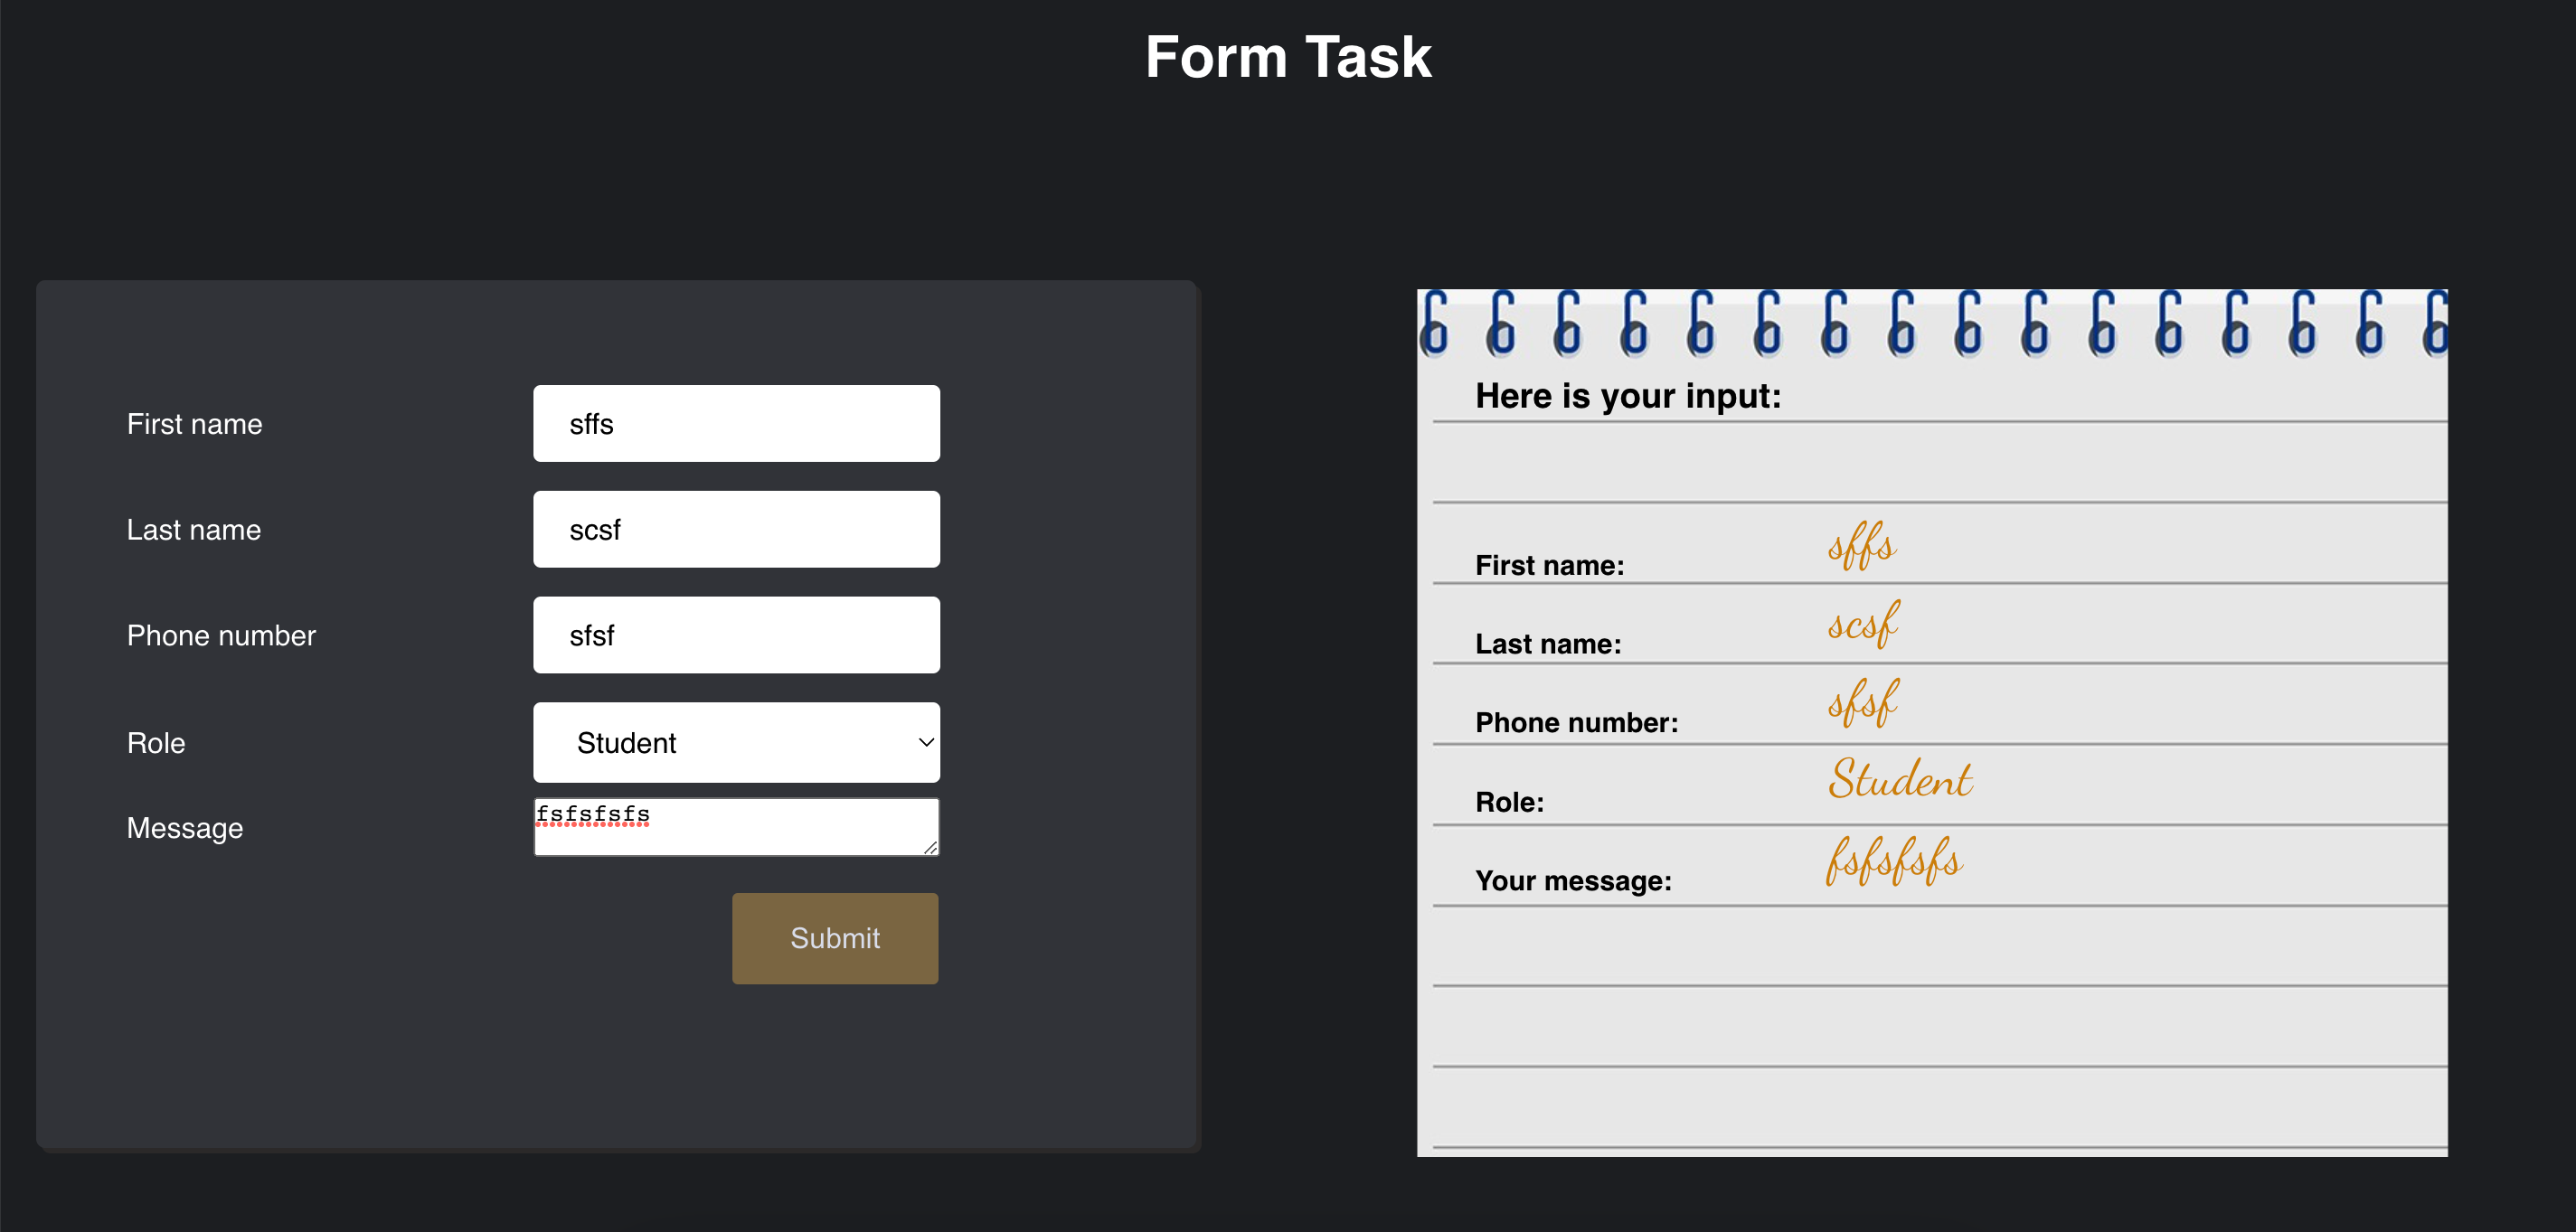 Form Task
First name
sffs
Last name
scsf
Phone number
sfsf
Role
Student
Message
fsfsfsfs
Submit
Here is your input:
First name: sffs
Last name: scsf
Phone number: sfsf
Role: Student
Your message: fsfsfsfs